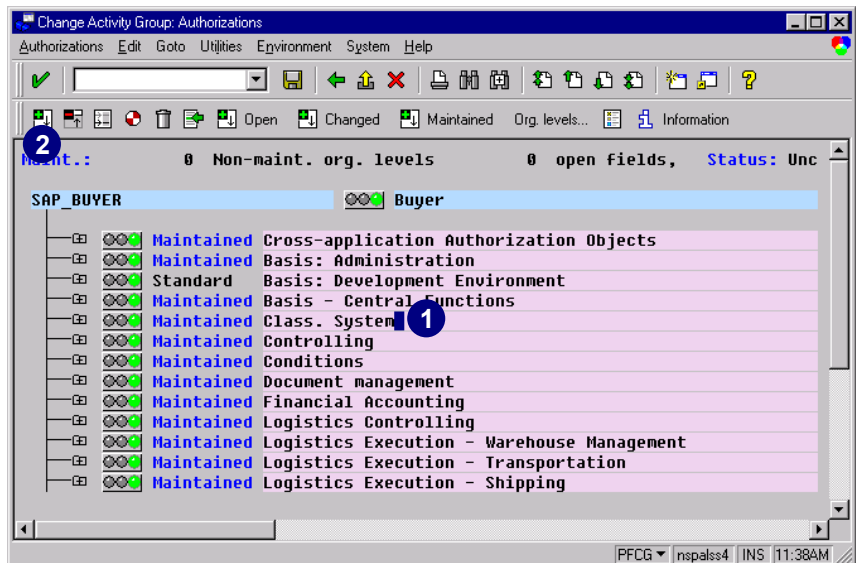 Change Activity Group: Authorizations
Authorizations Edit Goto Utilities Environment System Help
Open Changed Maintained Org. levels... Information
2
Maint.: 0 Non-maint. org. levels 0 open fields, Status: Unc
SAP_BUYER Buyer
Maintained Cross-application Authorization Objects
Maintained Basis: Administration
Standard Basis: Development Environment
Maintained Basis - Central Functions
Maintained Class. System 1
Maintained Controlling
Maintained Conditions
Maintained Document management
Maintained Financial Accounting
Maintained Logistics Controlling
Maintained Logistics Execution - Warehouse Management
Maintained Logistics Execution - Transportation
Maintained Logistics Execution - Shipping
PFCG nspalss4 INS 11:38AM